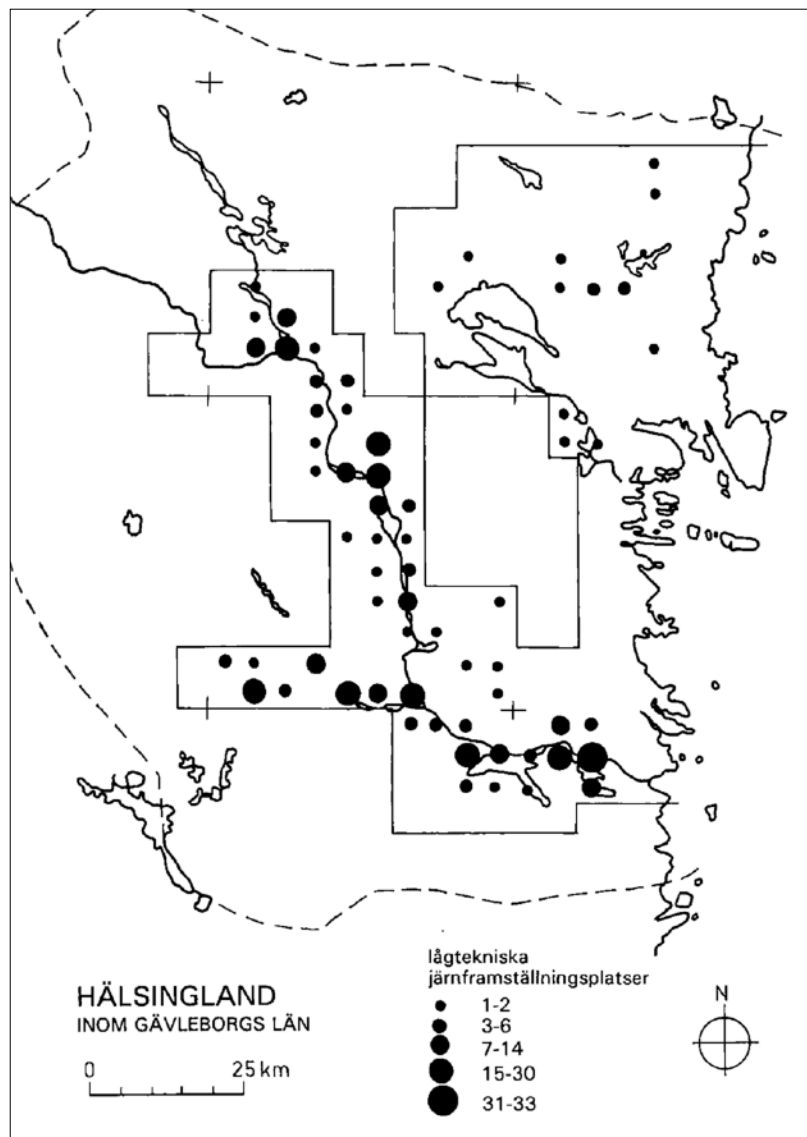 HÄLSINGLAND
INOM GÄVLEBORGS LÄN
0 25 km
lågtekniska
järnframställningsplatser
1-2
3-6
7-14
15-30
31-33
N